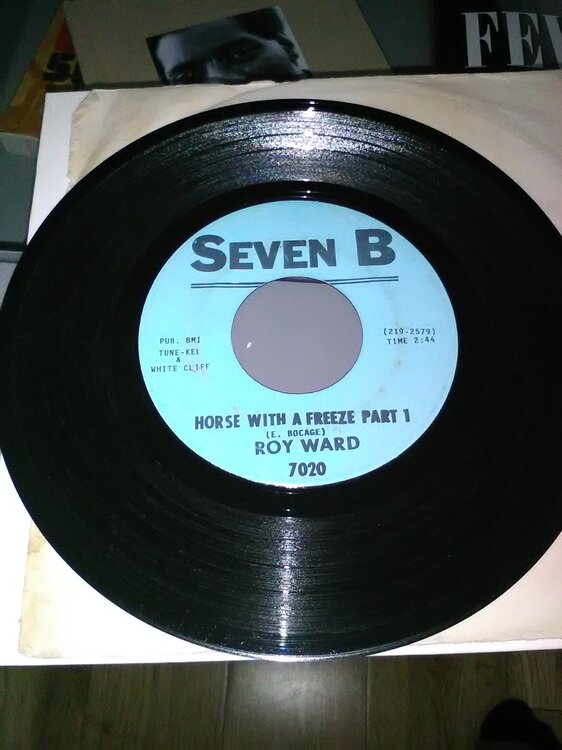 FEV
SEVEN B
PUB. BMI
TUNE-KEL
&
WHITE CLIFF
(219-2579)
TIME 2:44
HORSE WITH A FREEZE PART 1
(E. BOCAGE)
ROY WARD
7020